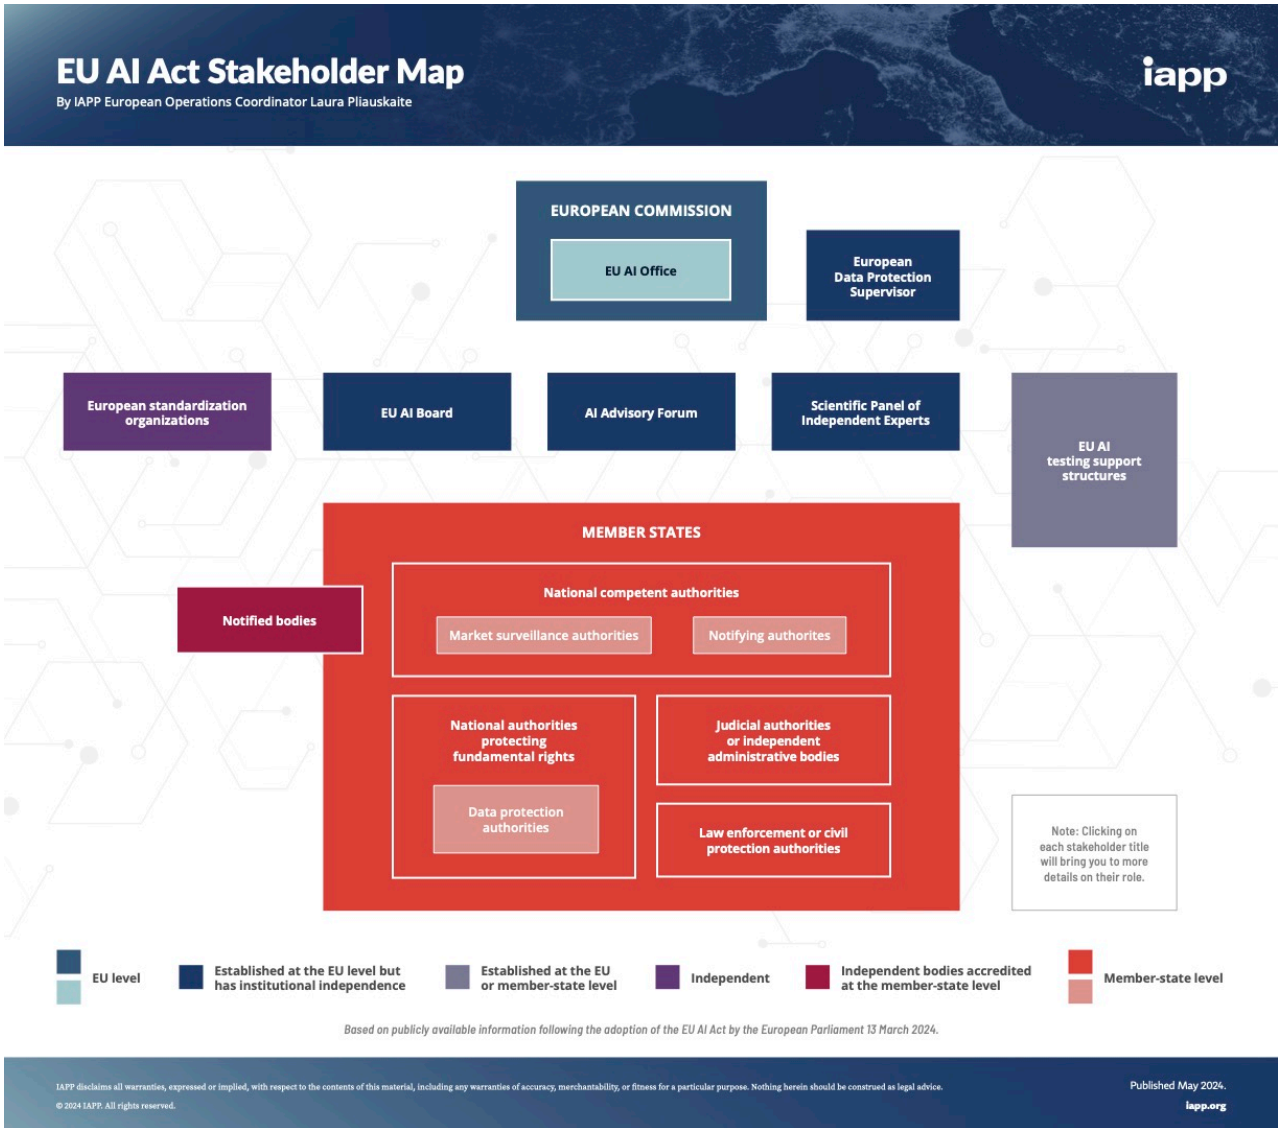 EU AI Act Stakeholder Map
By IAPP European Operations Coordinator Laura Pliauskaite
iapp
EUROPEAN COMMISSION
EU AI Office
European
Data Protection
Supervisor
European standardization
organizations
EU AI Board
AI Advisory Forum
Scientific Panel of
Independent Experts
EU AI
testing support
structures
MEMBER STATES
National competent authorities
Market surveillance authorities
Notifying authorites
Notified bodies
National authorities
protecting
fundamental rights
Data protection
authorities
Judicial authorities
or independent
administrative bodies
Law enforcement or civil
protection authorities
Note: Clicking on
each stakeholder title
will bring you to more
details on their role.
EU level
Established at the EU level but
has institutional independence
Established at the EU
or member-state level
Independent
Independent bodies accredited
at the member-state level
Member-state level
Based on publicly available information following the adoption of the EU AI Act by the European Parliament 13 March 2024.
IAPP disclaims all warranties, expressed or implied, with respect to the contents of this material, including any warranties of accuracy, merchantability, or fitness for a particular purpose. Nothing herein should be construed as legal advice.
© 2024 IAPP. All rights reserved.
Published May 2024.
iapp.org